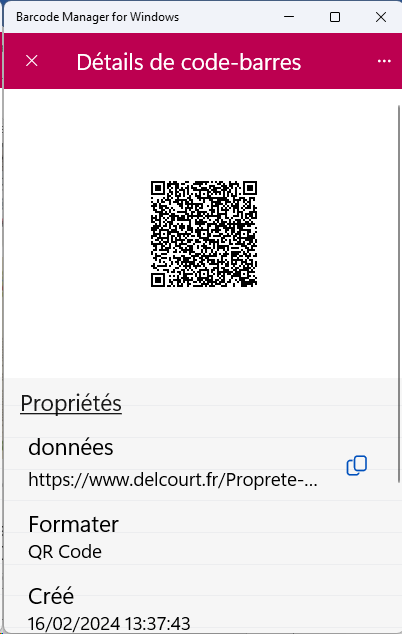 Barcode Manager for Windows
Détails de code-barres
Propriétés
données
https://www.delcourt.fr/Proprete-...
Formater
QR Code
Créé
16/02/2024 13:37:43